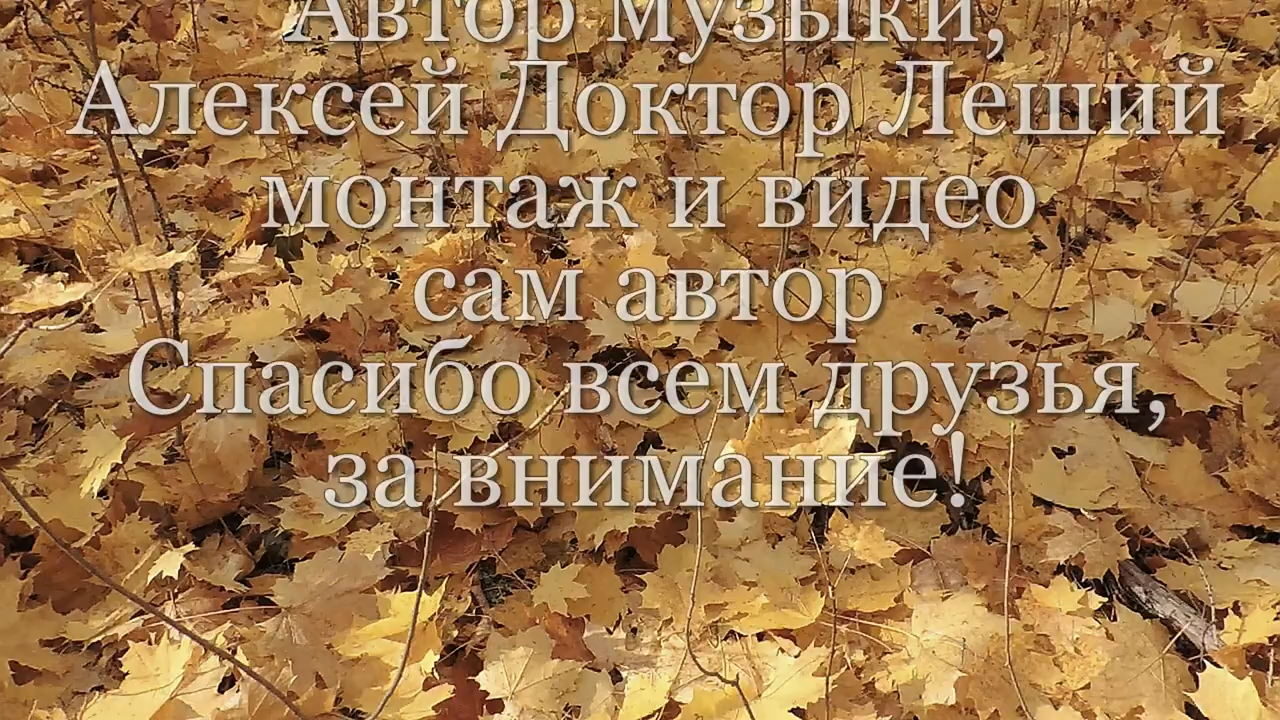 Автор музыки,
Алексей Доктор Леший
монтаж и видео
сам автор
Спасибо всем друзья,
за внимание!